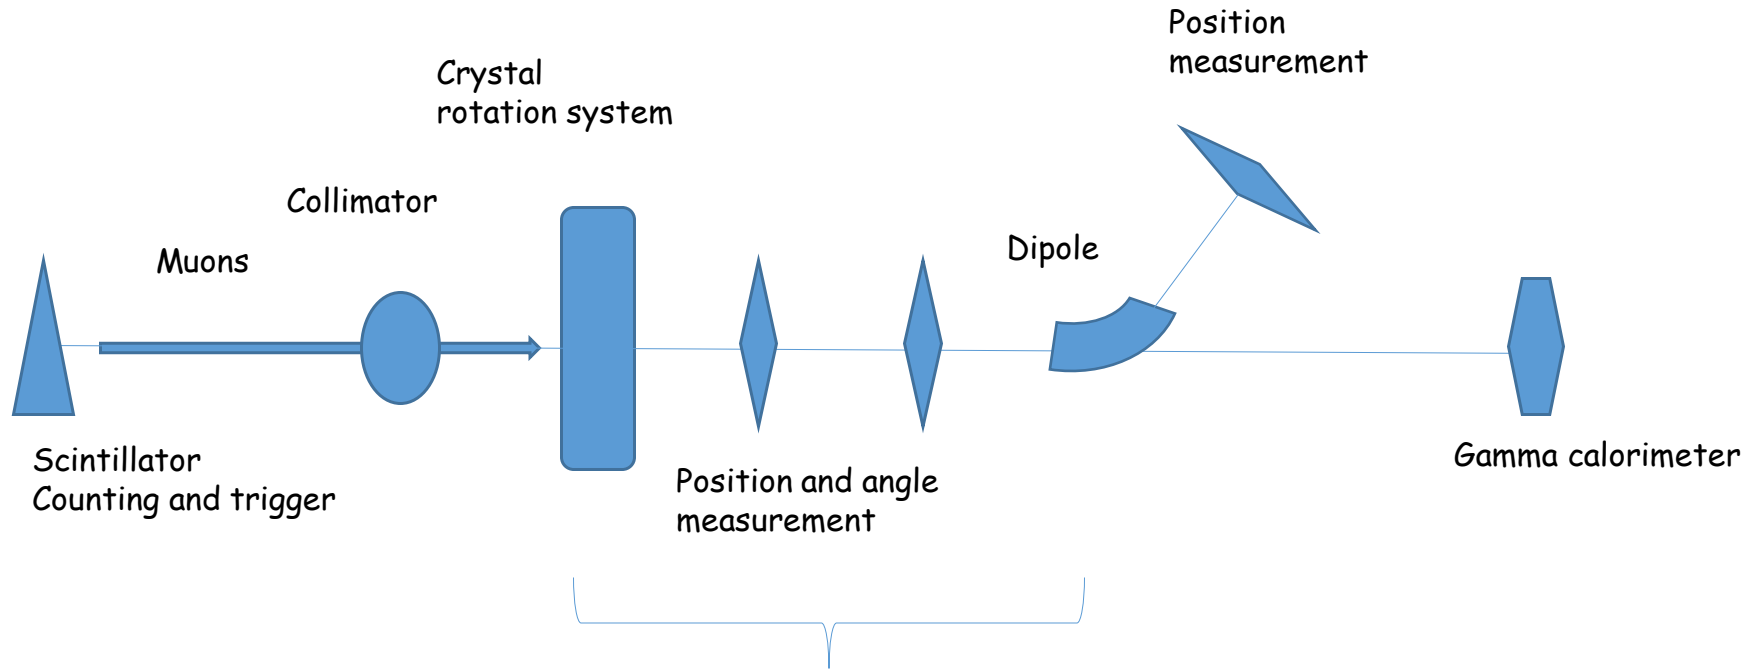 Position
measurement
Crystal
rotation system
Collimator
Muons
Dipole
Scintillator
Counting and trigger
Position and angle
measurement
Gamma calorimeter